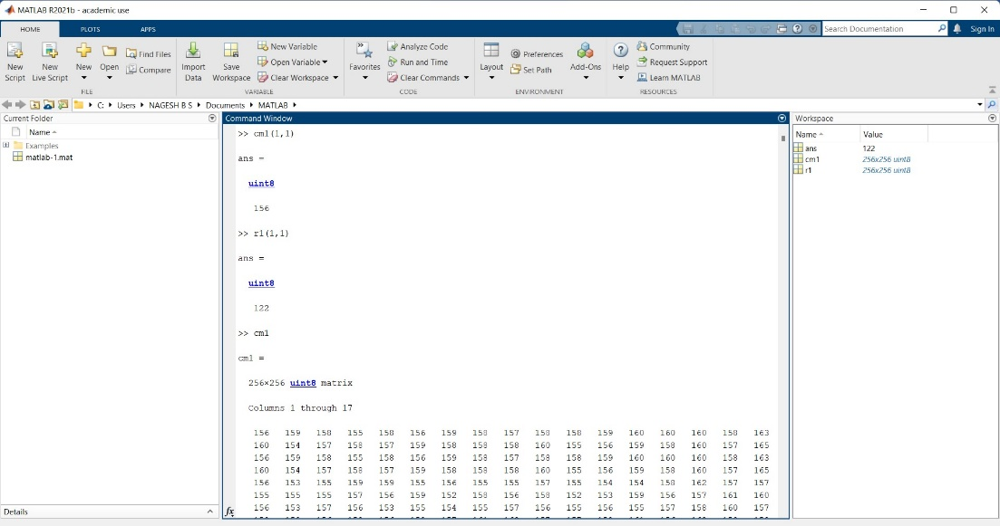 MATLAB R2021b - academic use
HOME PLOTS APPS
Search Documentation
Sign In
New Script
New Live Script
New
Open
Find Files
Compare
FILE
Import Data
Save Workspace
New Variable
Open Variable
Clear Workspace
VARIABLE
Favorites
Analyze Code
Run and Time
Clear Commands
CODE
Layout
Preferences
Set Path
Add-Ons
ENVIRONMENT
Help
Community
Request Support
Learn MATLAB
RESOURCES
C: Users NAGESH B S Documents MATLAB
Current Folder
Name
Examples
matlab-1.mat
Details
Command Window
>> cm1(1,1)
ans =
uint8
156
>> r1(1,1)
ans =
uint8
122
>> cm1
cm1 =
256×256 uint8 matrix
Columns 1 through 17
156 159 158 155 158 156 159 158 157 158 158 159 160 160 160 158 163
160 154 157 158 157 159 158 158 158 160 155 156 159 158 160 157 165
156 159 158 155 158 156 159 158 157 158 158 159 160 160 160 158 163
160 154 157 158 157 159 158 158 158 160 155 156 159 158 160 157 165
156 153 155 159 159 155 156 155 155 157 155 154 154 158 162 157 157
155 155 155 157 156 159 152 158 156 158 152 153 159 156 157 161 160
156 153 157 156 153 155 154 155 157 156 155 156 155 157 158 160 157
fx
Workspace
Name Value
ans 122
cm1 256x256 uint8
r1 256x256 uint8